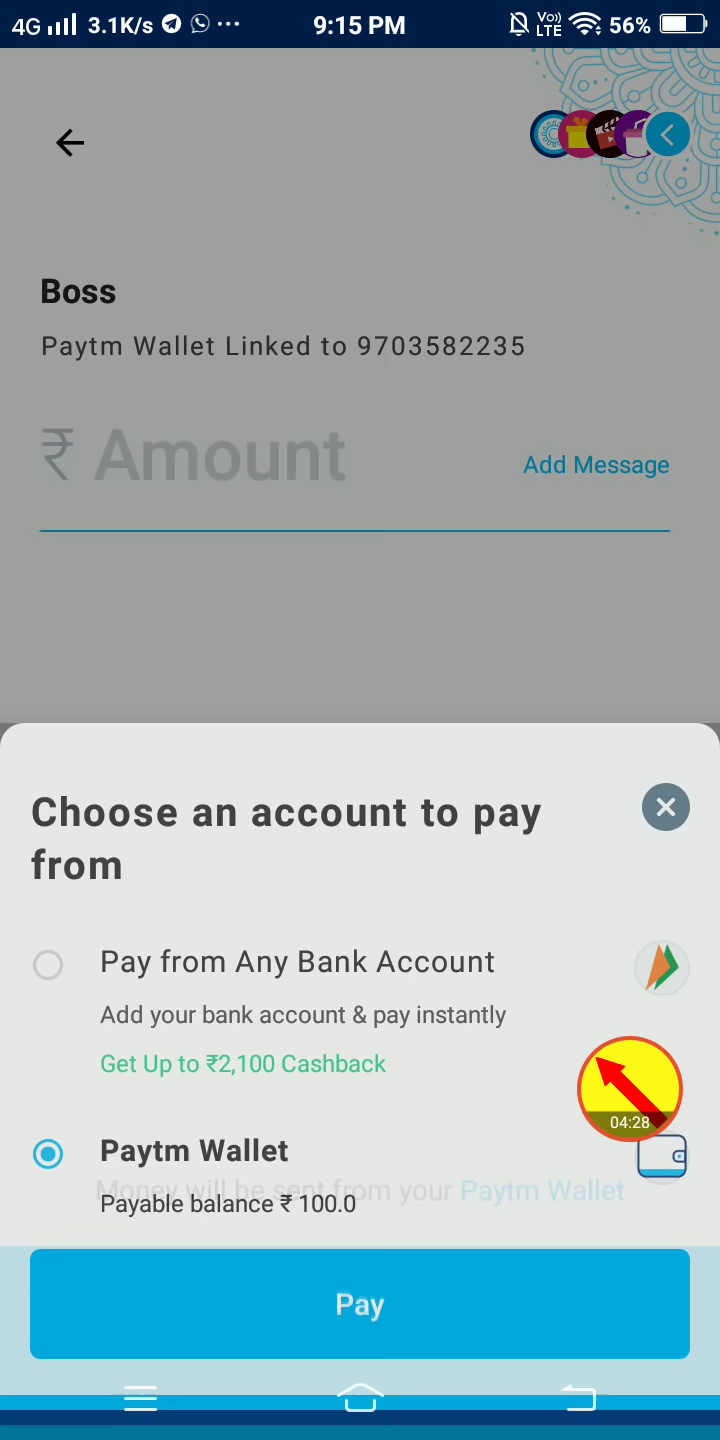 4G 3.1K/s ... 9:15 PM Vo)) LTE 56%
Boss
Paytm Wallet Linked to 9703582235
₹ Amount
Add Message
Choose an account to pay
from
Pay from Any Bank Account
Add your bank account & pay instantly
Get Up to ₹2,100 Cashback
04:28
Paytm Wallet
Money will be sent from your Paytm Wallet
Payable balance ₹ 100.0
Pay